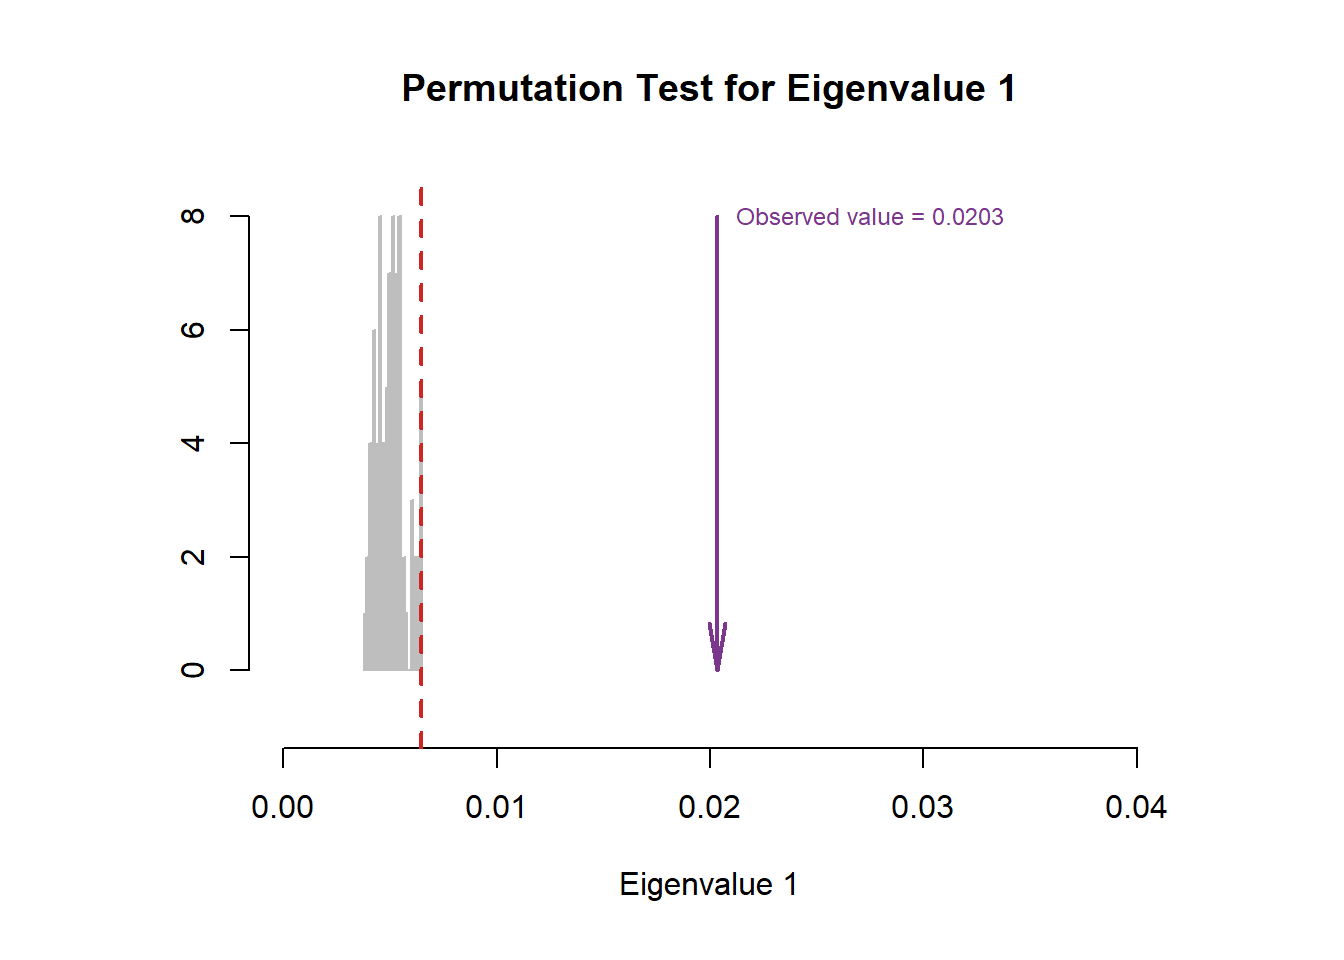 Permutation Test for Eigenvalue 1
Observed value = 0.0203
8
6
4
2
0
0.00 0.01 0.02 0.03 0.04
Eigenvalue 1